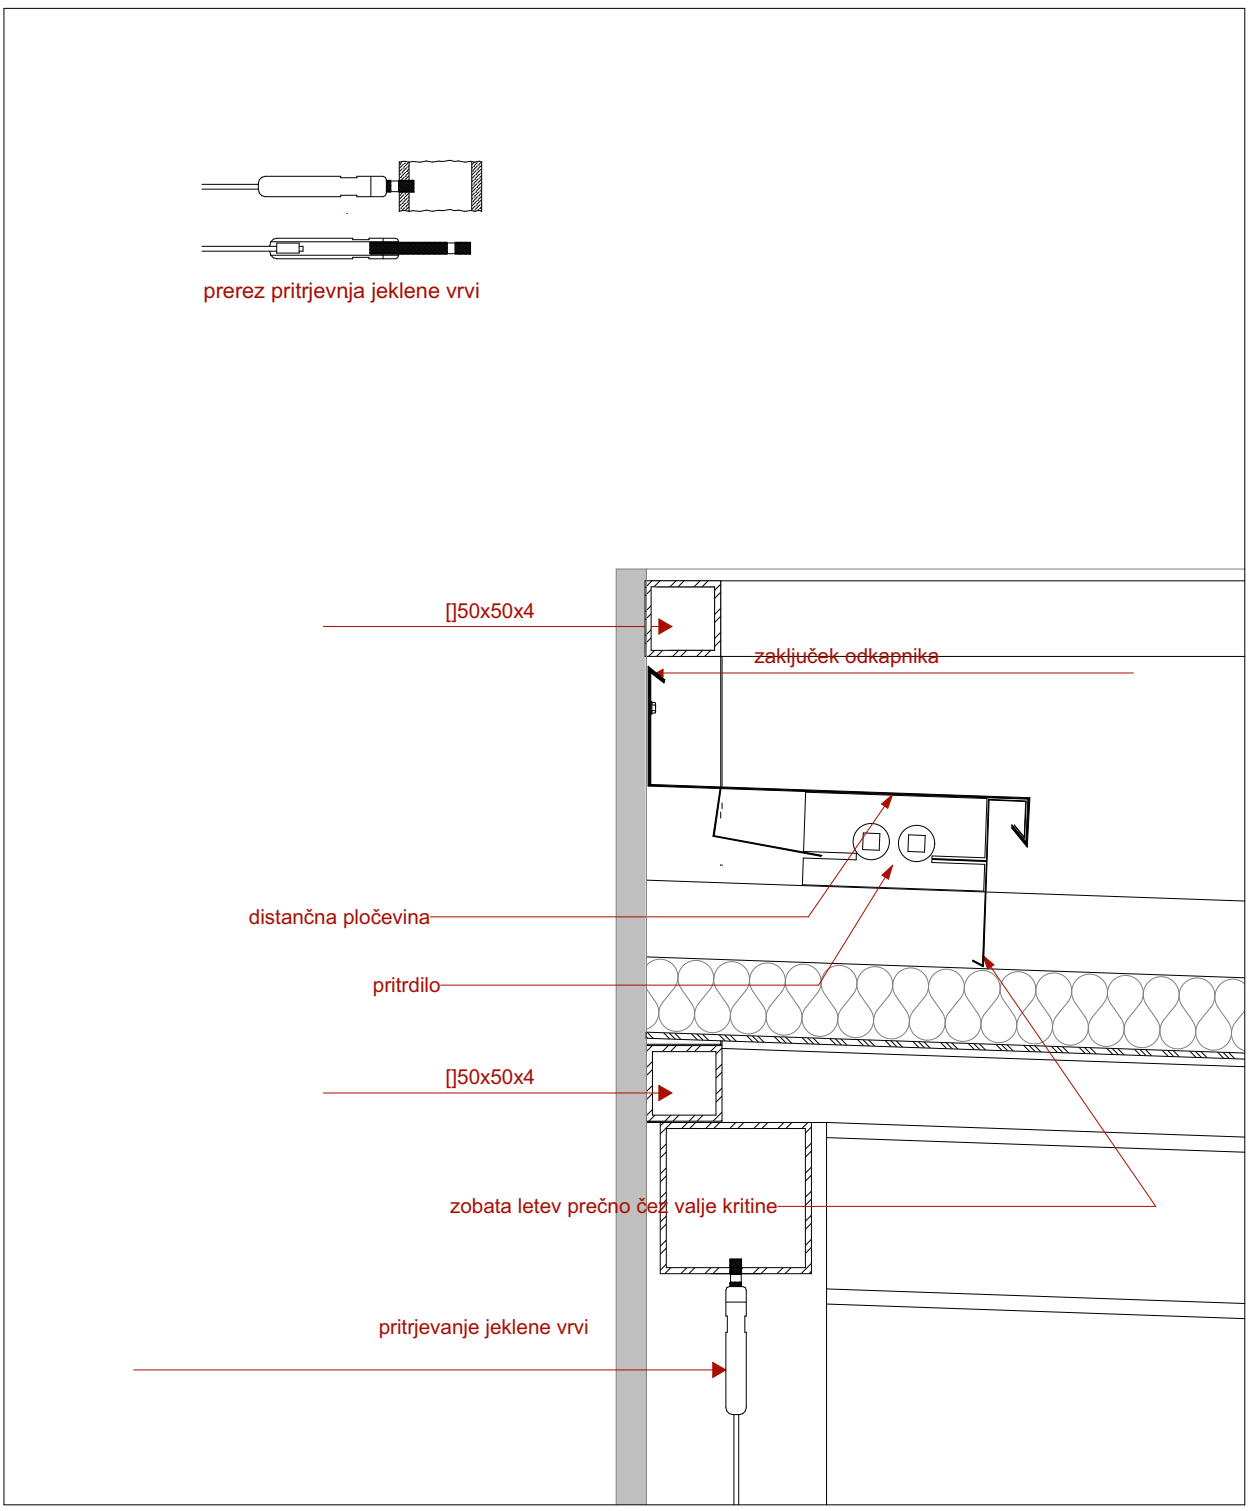 prerez pritrjevnja jeklene vrvi
[]50x50x4
zaključek odkapnika
distančna pločevina
pritrdilo
[]50x50x4
zobata letev prečno čez valje kritine
pritrjevanje jeklene vrvi